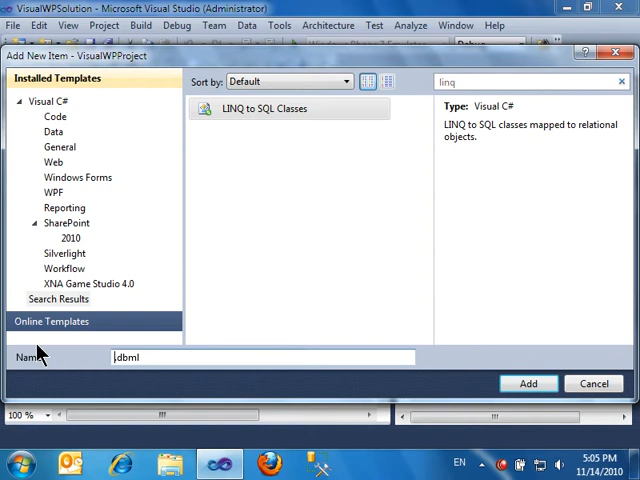 VisualWPSolution - Microsoft Visual Studio (Administrator)
File Edit View Project Build Debug Team Data Tools Architecture Test Analyze Window Help
Add New Item - VisualWPProject
Installed Templates
Sort by: Default
linq
Visual C#
Code
Data
General
Web
Windows Forms
WPF
Reporting
SharePoint
2010
Silverlight
Workflow
XNA Game Studio 4.0
Search Results
Online Templates
LINQ to SQL Classes
Type: Visual C#
LINQ to SQL classes mapped to relational
objects.
.dbml
Add Cancel
100 %
EN
5:05 PM
11/14/2010